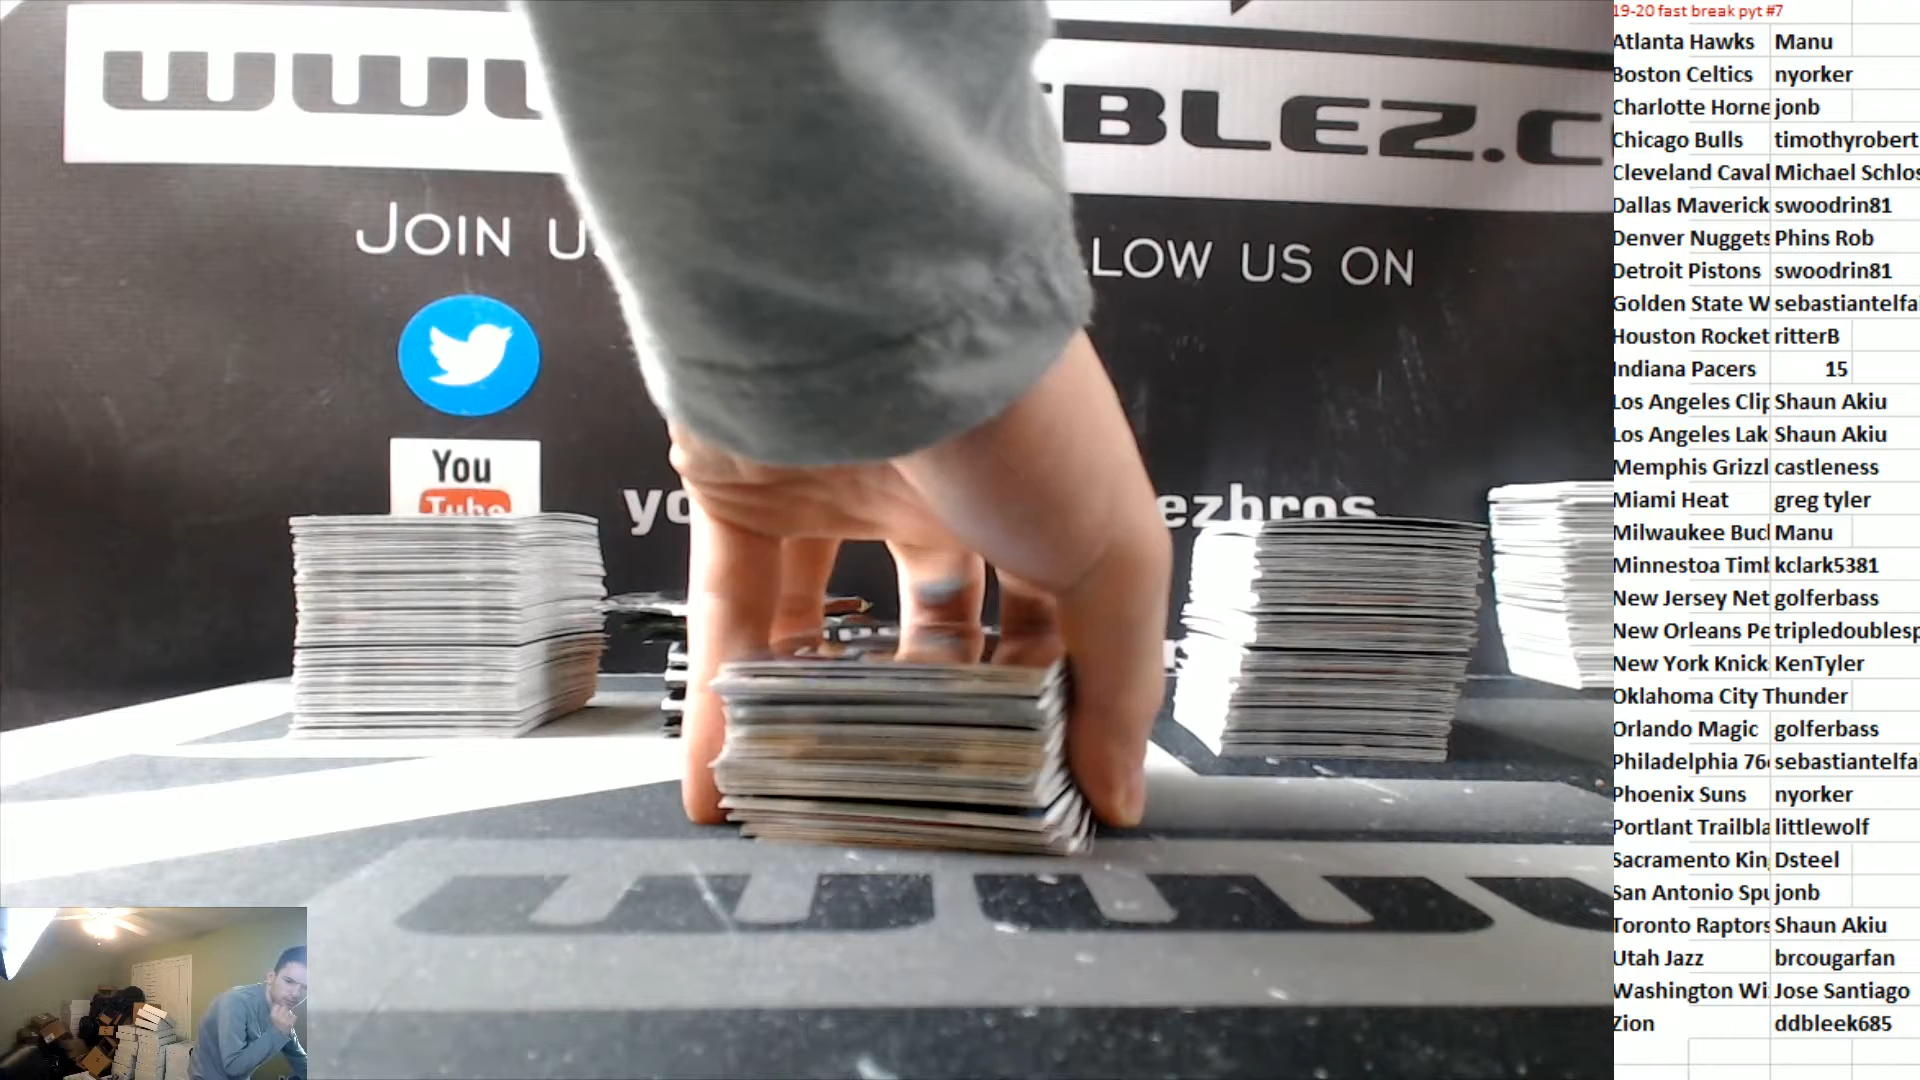 WWW
BLEZ.C
JOIN US
LLOW US ON
You
Tube
yo
ezbros
19-20 fast break pyt #7
Atlanta Hawks Manu
Boston Celtics nyorker
Charlotte Horne jonb
Chicago Bulls timothyrobert
Cleveland Caval Michael Schlos
Dallas Maverick swoodrin81
Denver Nuggets Phins Rob
Detroit Pistons swoodrin81
Golden State W sebastiantelfai
Houston Rocket ritterB
Indiana Pacers 15
Los Angeles Clip Shaun Akiu
Los Angeles Lak Shaun Akiu
Memphis Grizzl castleness
Miami Heat greg tyler
Milwaukee Buc Manu
Minnestoa Timb kclark5381
New Jersey Net golferbass
New Orleans Pe tripledoublesp
New York Knick KenTyler
Oklahoma City Thunder
Orlando Magic golferbass
Philadelphia 76 sebastiantelfai
Phoenix Suns nyorker
Portlant Trailbla littlewolf
Sacramento Kin Dsteel
San Antonio Spu jonb
Toronto Raptors Shaun Akiu
Utah Jazz brcougarfan
Washington Wi Jose Santiago
Zion ddbleek685